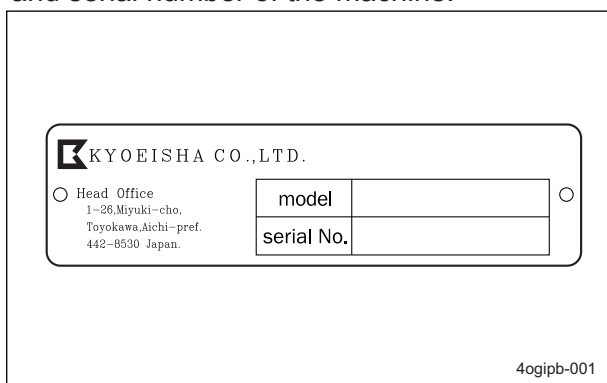 and serial number of the machine.
KYOEISHA CO.,LTD.
Head Office
1-26,Miyuki-cho,
Toyokawa,Aichi-pref.
442-8530 Japan.
model
serial No.
4ogipb-001